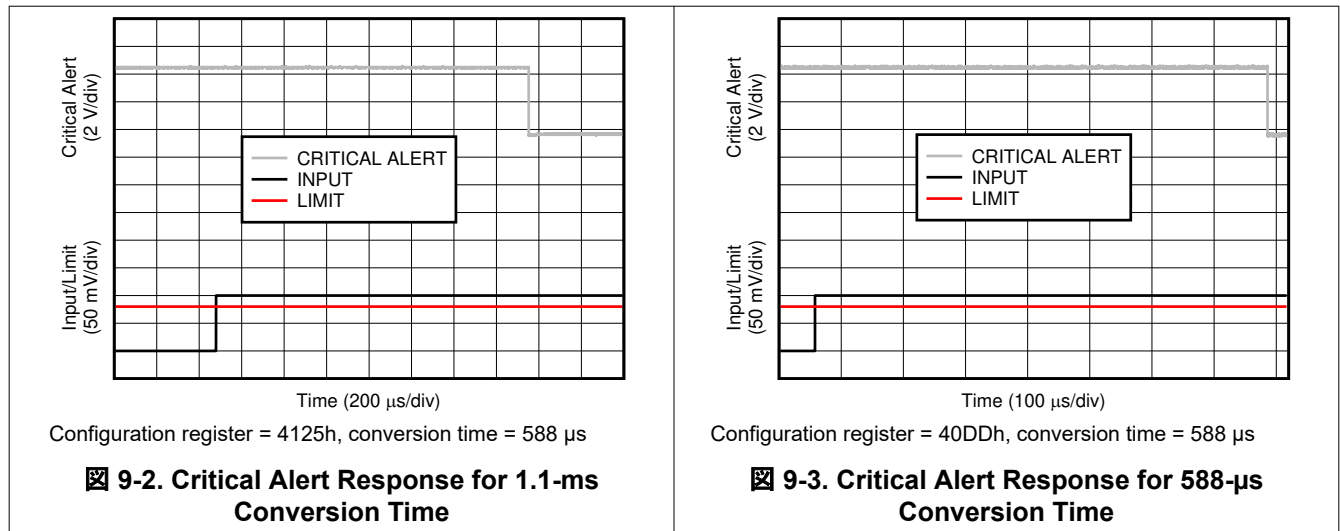 Critical Alert
(2 V/div)
CRITICAL ALERT
INPUT
LIMIT
Input/Limit
(50 mV/div)
Time (200 μs/div)
Configuration register = 4125h, conversion time = 588 μs
図 9-2. Critical Alert Response for 1.1-ms
Conversion Time
Critical Alert
(2 V/div)
CRITICAL ALERT
INPUT
LIMIT
Input/Limit
(50 mV/div)
Time (100 μs/div)
Configuration register = 40DDh, conversion time = 588 μs
図 9-3. Critical Alert Response for 588-μs
Conversion Time